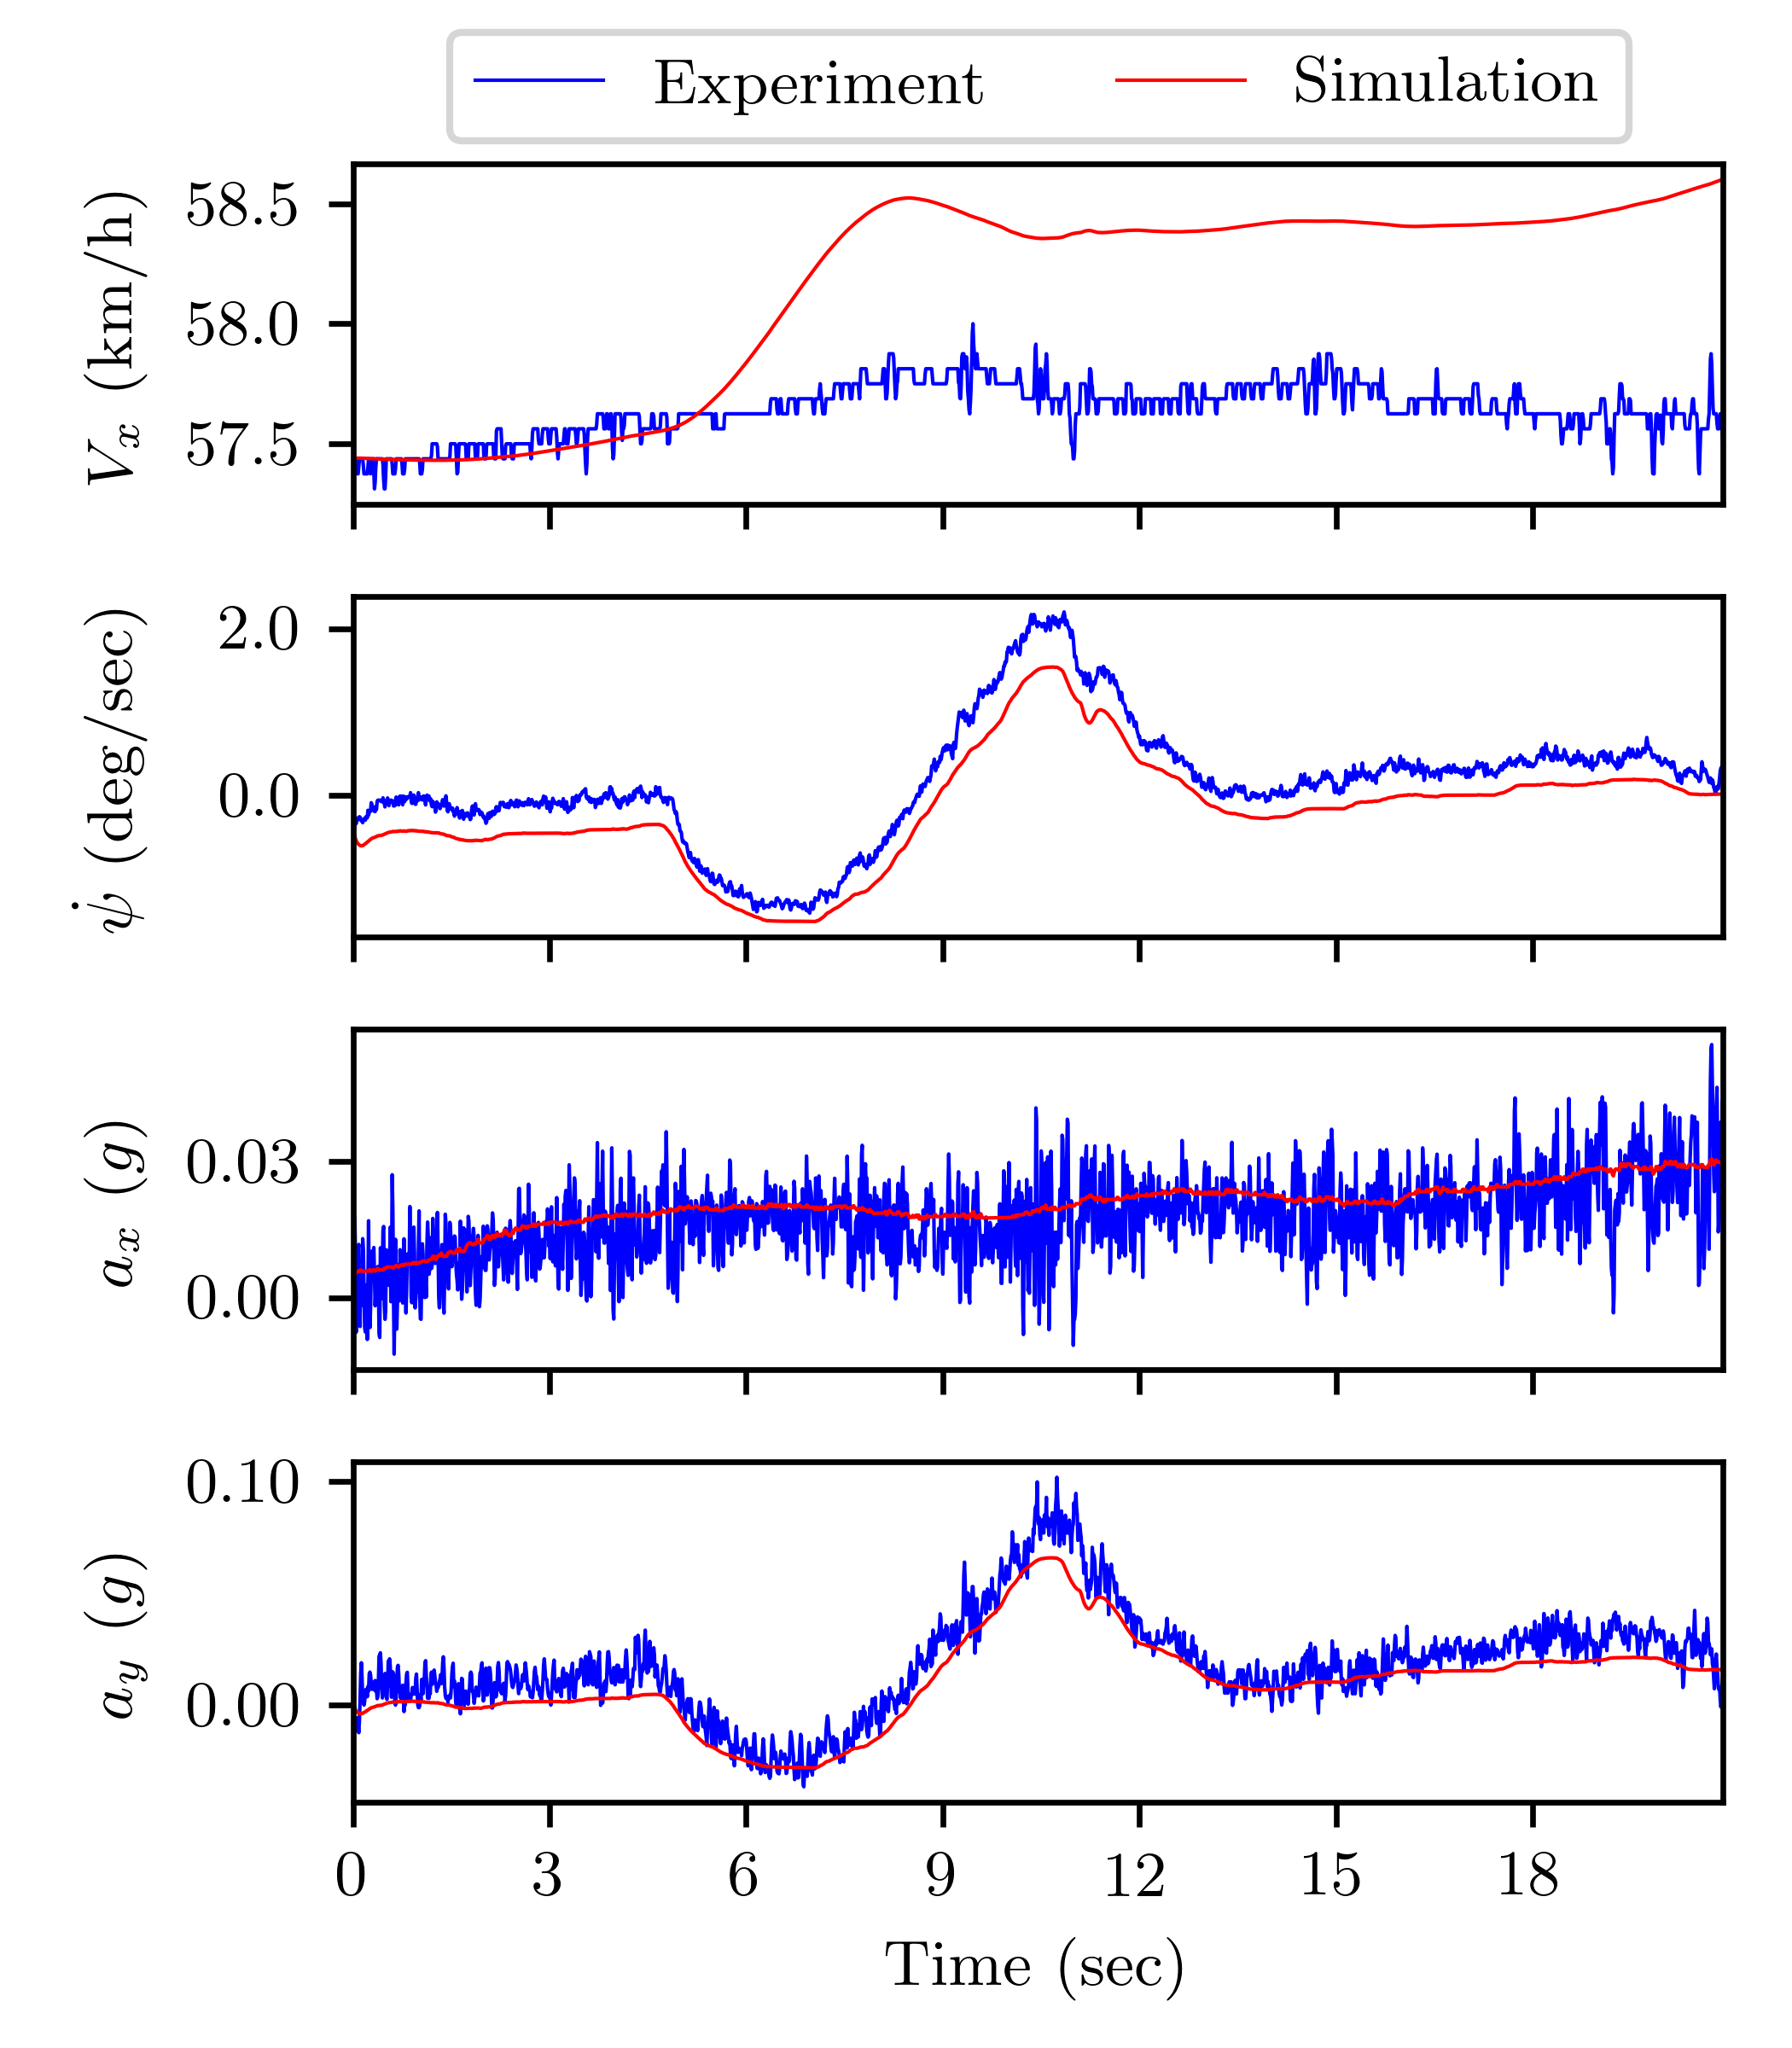 Experiment Simulation
V_x (km/h)
58.5
58.0
57.5
ψ̇ (deg/sec)
2.0
0.0
a_x (g)
0.03
0.00
a_y (g)
0.10
0.00
0 3 6 9 12 15 18
Time (sec)